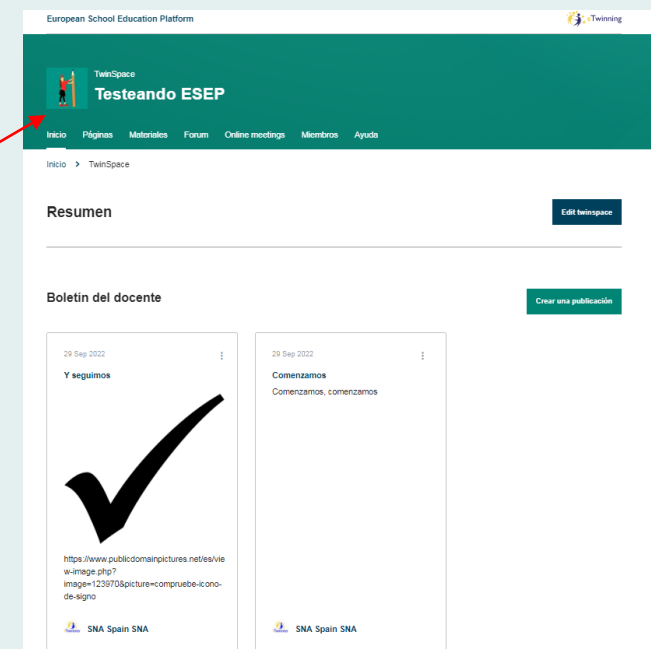 European School Education Platform
eTwinning
TwinSpace
Testeando ESEP
Inicio Páginas Materiales Forum Online meetings Miembros Ayuda
Inicio > TwinSpace
Resumen
Edit twinspace
Boletín del docente
Crear una publicación
29 Sep 2022
Y seguimos
https://www.publicdomainpictures.net/es/vie
w-image.php?
image=123970&picture=compruebe-icono-
de-signo
SNA Spain SNA
29 Sep 2022
Comenzamos
Comenzamos, comenzamos
SNA Spain SNA